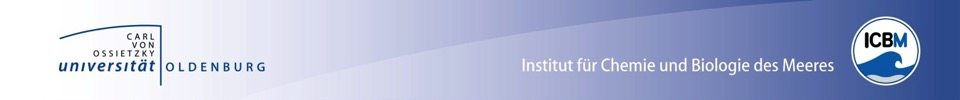 CARL
VON
OSSIETZKY
universität OLDENBURG
Institut für Chemie und Biologie des Meeres
ICBM